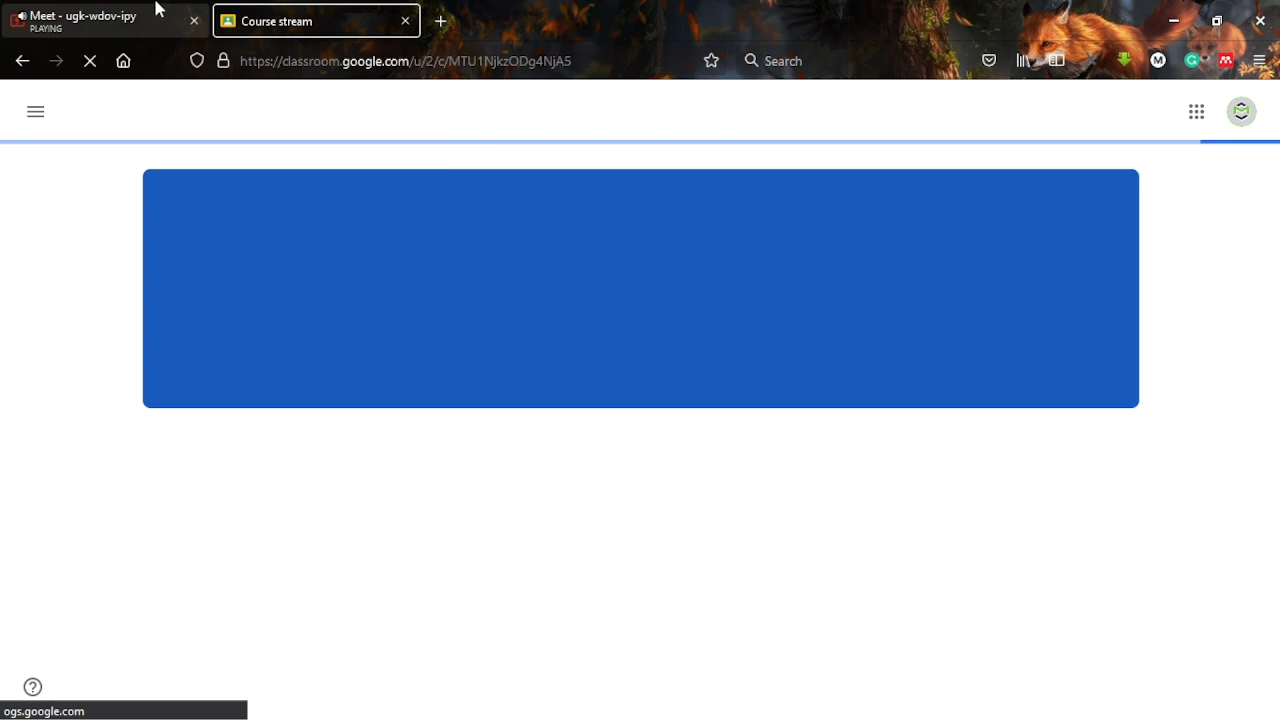 Meet - ugk-wdov-ipy
PLAYING
Course stream
https://classroom.google.com/u/2/c/MTU1NjkzODg4NjA5
Search
ogs.google.com